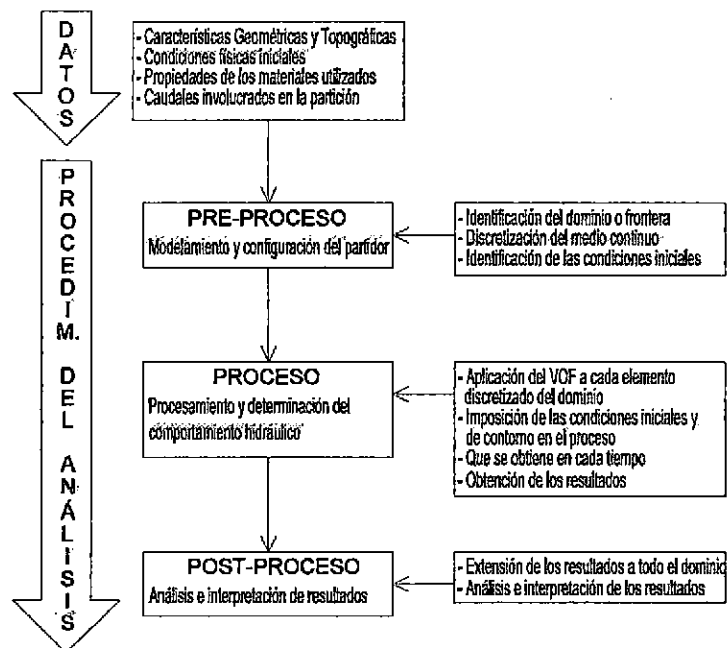 DATOS
- Características Geométricas y Topográficas
- Condiciones físicas iniciales
- Propiedades de los materiales utilizados
- Caudales involucrados en la partición
PROCEDIM. DEL ANÁLISIS
PRE-PROCESO
Modelamiento y configuración del partidor
- Identificación del dominio o frontera
- Discretización del medio continuo
- Identificación de las condiciones iniciales
PROCESO
Procesamiento y determinación del
comportamiento hidráulico
- Aplicación del VOF a cada elemento
discretizado del dominio
- Imposición de las condiciones iniciales y
de contorno en el proceso
- Que se obtiene en cada tiempo
- Obtención de los resultados
POST-PROCESO
Análisis e interpretación de resultados
- Extensión de los resultados a todo el dominio
- Análisis e interpretación de los resultados